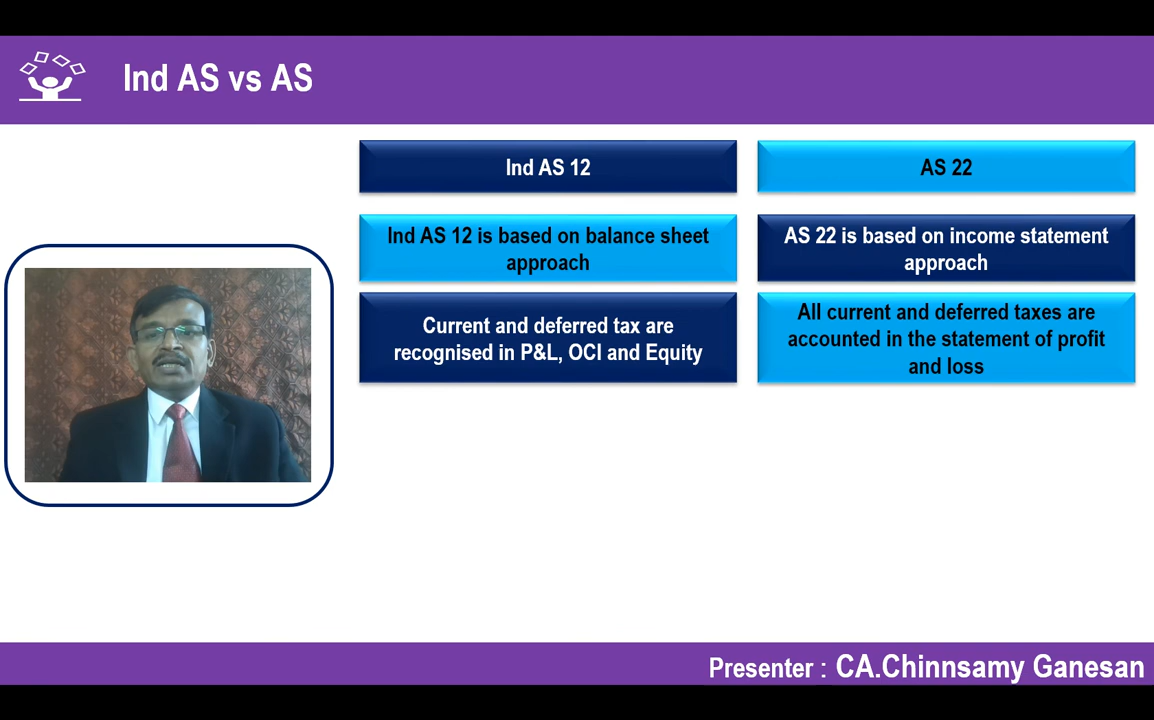 Ind AS vs AS
Ind AS 12
AS 22
Ind AS 12 is based on balance sheet
approach
AS 22 is based on income statement
approach
Current and deferred tax are
recognised in P&L, OCI and Equity
All current and deferred taxes are
accounted in the statement of profit
and loss
Presenter : CA.Chinnsamy Ganesan